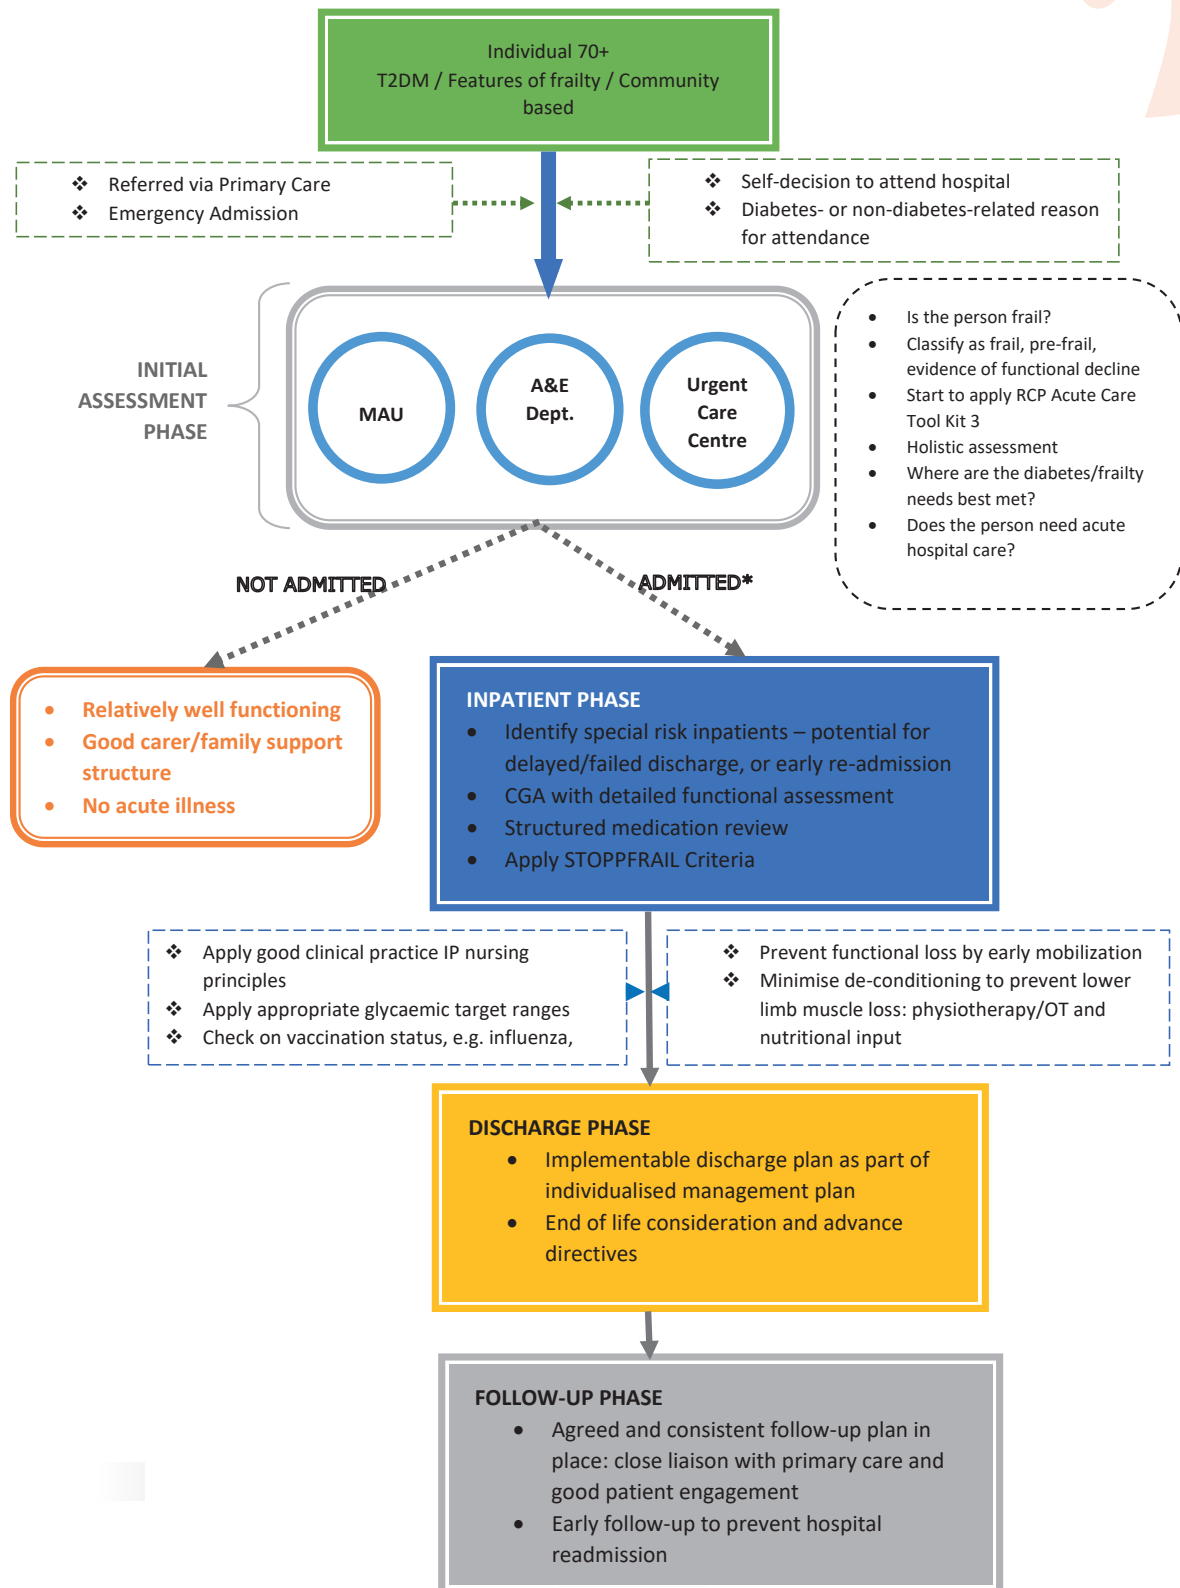 Individual 70+
T2DM / Features of frailty / Community
based
❖ Referred via Primary Care
❖ Emergency Admission
❖ Self-decision to attend hospital
❖ Diabetes- or non-diabetes-related reason
for attendance
INITIAL
ASSESSMENT
PHASE
MAU
A&E
Dept.
Urgent
Care
Centre
• Is the person frail?
• Classify as frail, pre-frail,
evidence of functional decline
• Start to apply RCP Acute Care
Tool Kit 3
• Holistic assessment
• Where are the diabetes/frailty
needs best met?
• Does the person need acute
hospital care?
NOT ADMITTED
ADMITTED*
• Relatively well functioning
• Good carer/family support
structure
• No acute illness
INPATIENT PHASE
• Identify special risk inpatients – potential for
delayed/failed discharge, or early re-admission
• CGA with detailed functional assessment
• Structured medication review
• Apply STOPPFRAIL Criteria
❖ Apply good clinical practice IP nursing
principles
❖ Apply appropriate glycaemic target ranges
❖ Check on vaccination status, e.g. influenza,
❖ Prevent functional loss by early mobilization
❖ Minimise de-conditioning to prevent lower
limb muscle loss: physiotherapy/OT and
nutritional input
DISCHARGE PHASE
• Implementable discharge plan as part of
individualised management plan
• End of life consideration and advance
directives
FOLLOW-UP PHASE
• Agreed and consistent follow-up plan in
place: close liaison with primary care and
good patient engagement
• Early follow-up to prevent hospital
readmission